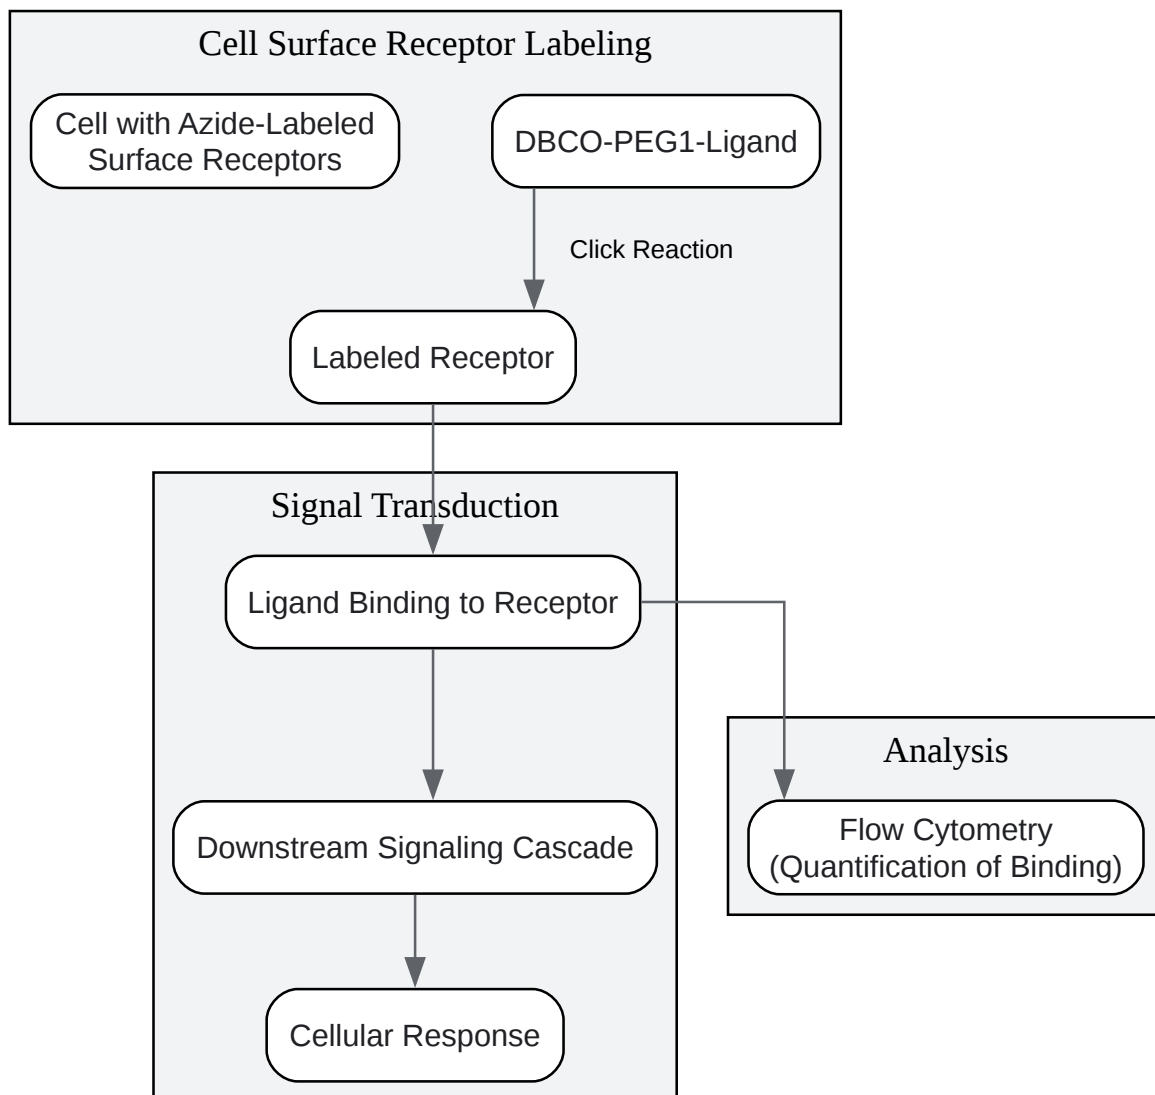 Cell Surface Receptor Labeling
Cell with Azide-Labeled
Surface Receptors
DBCO-PEG1-Ligand
Click Reaction
Labeled Receptor
Signal Transduction
Ligand Binding to Receptor
Analysis
Flow Cytometry
(Quantification of Binding)
Downstream Signaling Cascade
Cellular Response